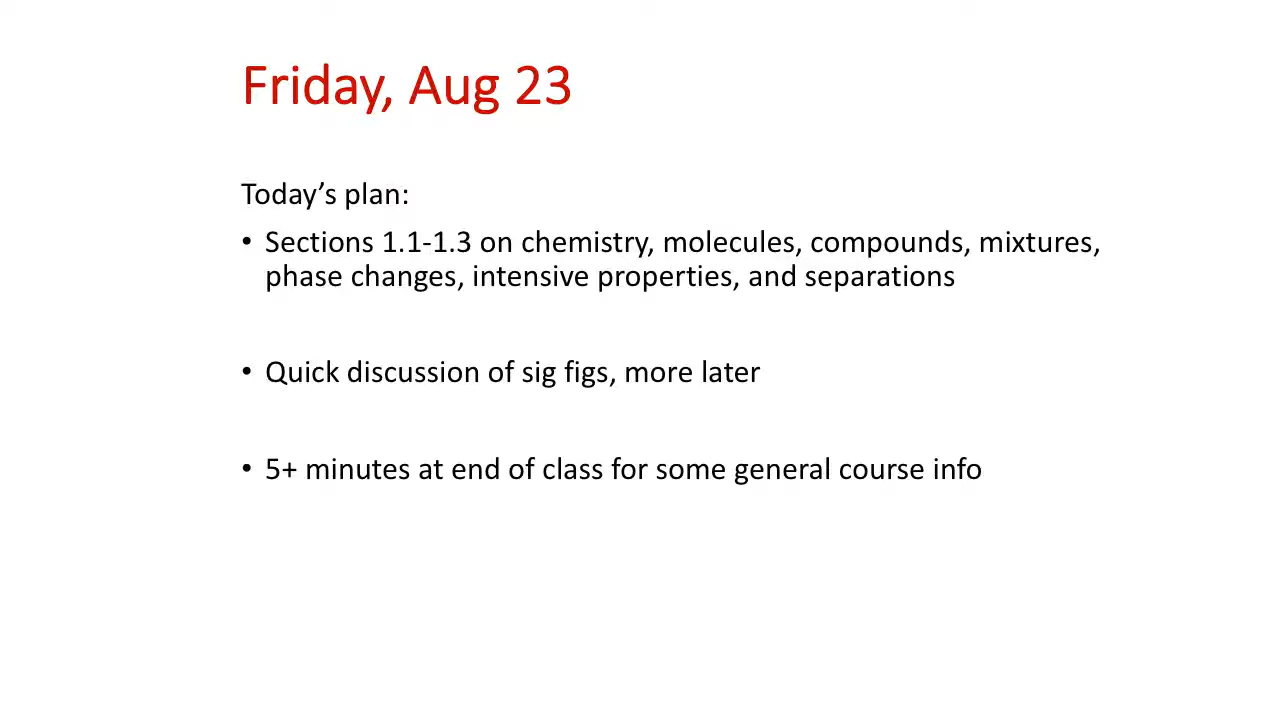 Friday, Aug 23
Today’s plan:
• Sections 1.1-1.3 on chemistry, molecules, compounds, mixtures,
phase changes, intensive properties, and separations
• Quick discussion of sig figs, more later
• 5+ minutes at end of class for some general course info